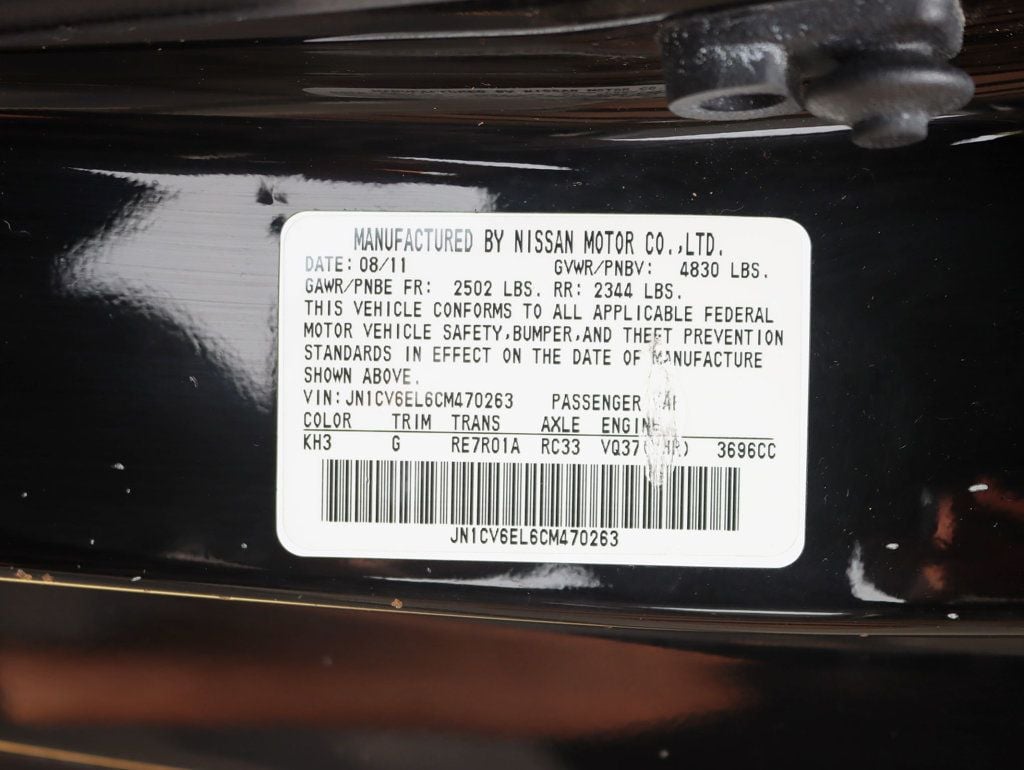 MANUFACTURED BY NISSAN MOTOR CO.,LTD.
DATE: 08/11 GVWR/PNBV: 4830 LBS.
GAWR/PNBE FR: 2502 LBS. RR: 2344 LBS.
THIS VEHICLE CONFORMS TO ALL APPLICABLE FEDERAL
MOTOR VEHICLE SAFETY,BUMPER,AND THEFT PREVENTION
STANDARDS IN EFFECT ON THE DATE OF MANUFACTURE
SHOWN ABOVE.
VIN: JN1CV6EL6CM470263 PASSENGER CAR
COLOR TRIM TRANS AXLE ENGINE
KH3 G RE7R01A RC33 VQ37(VHR) 3696CC
JN1CV6EL6CM470263